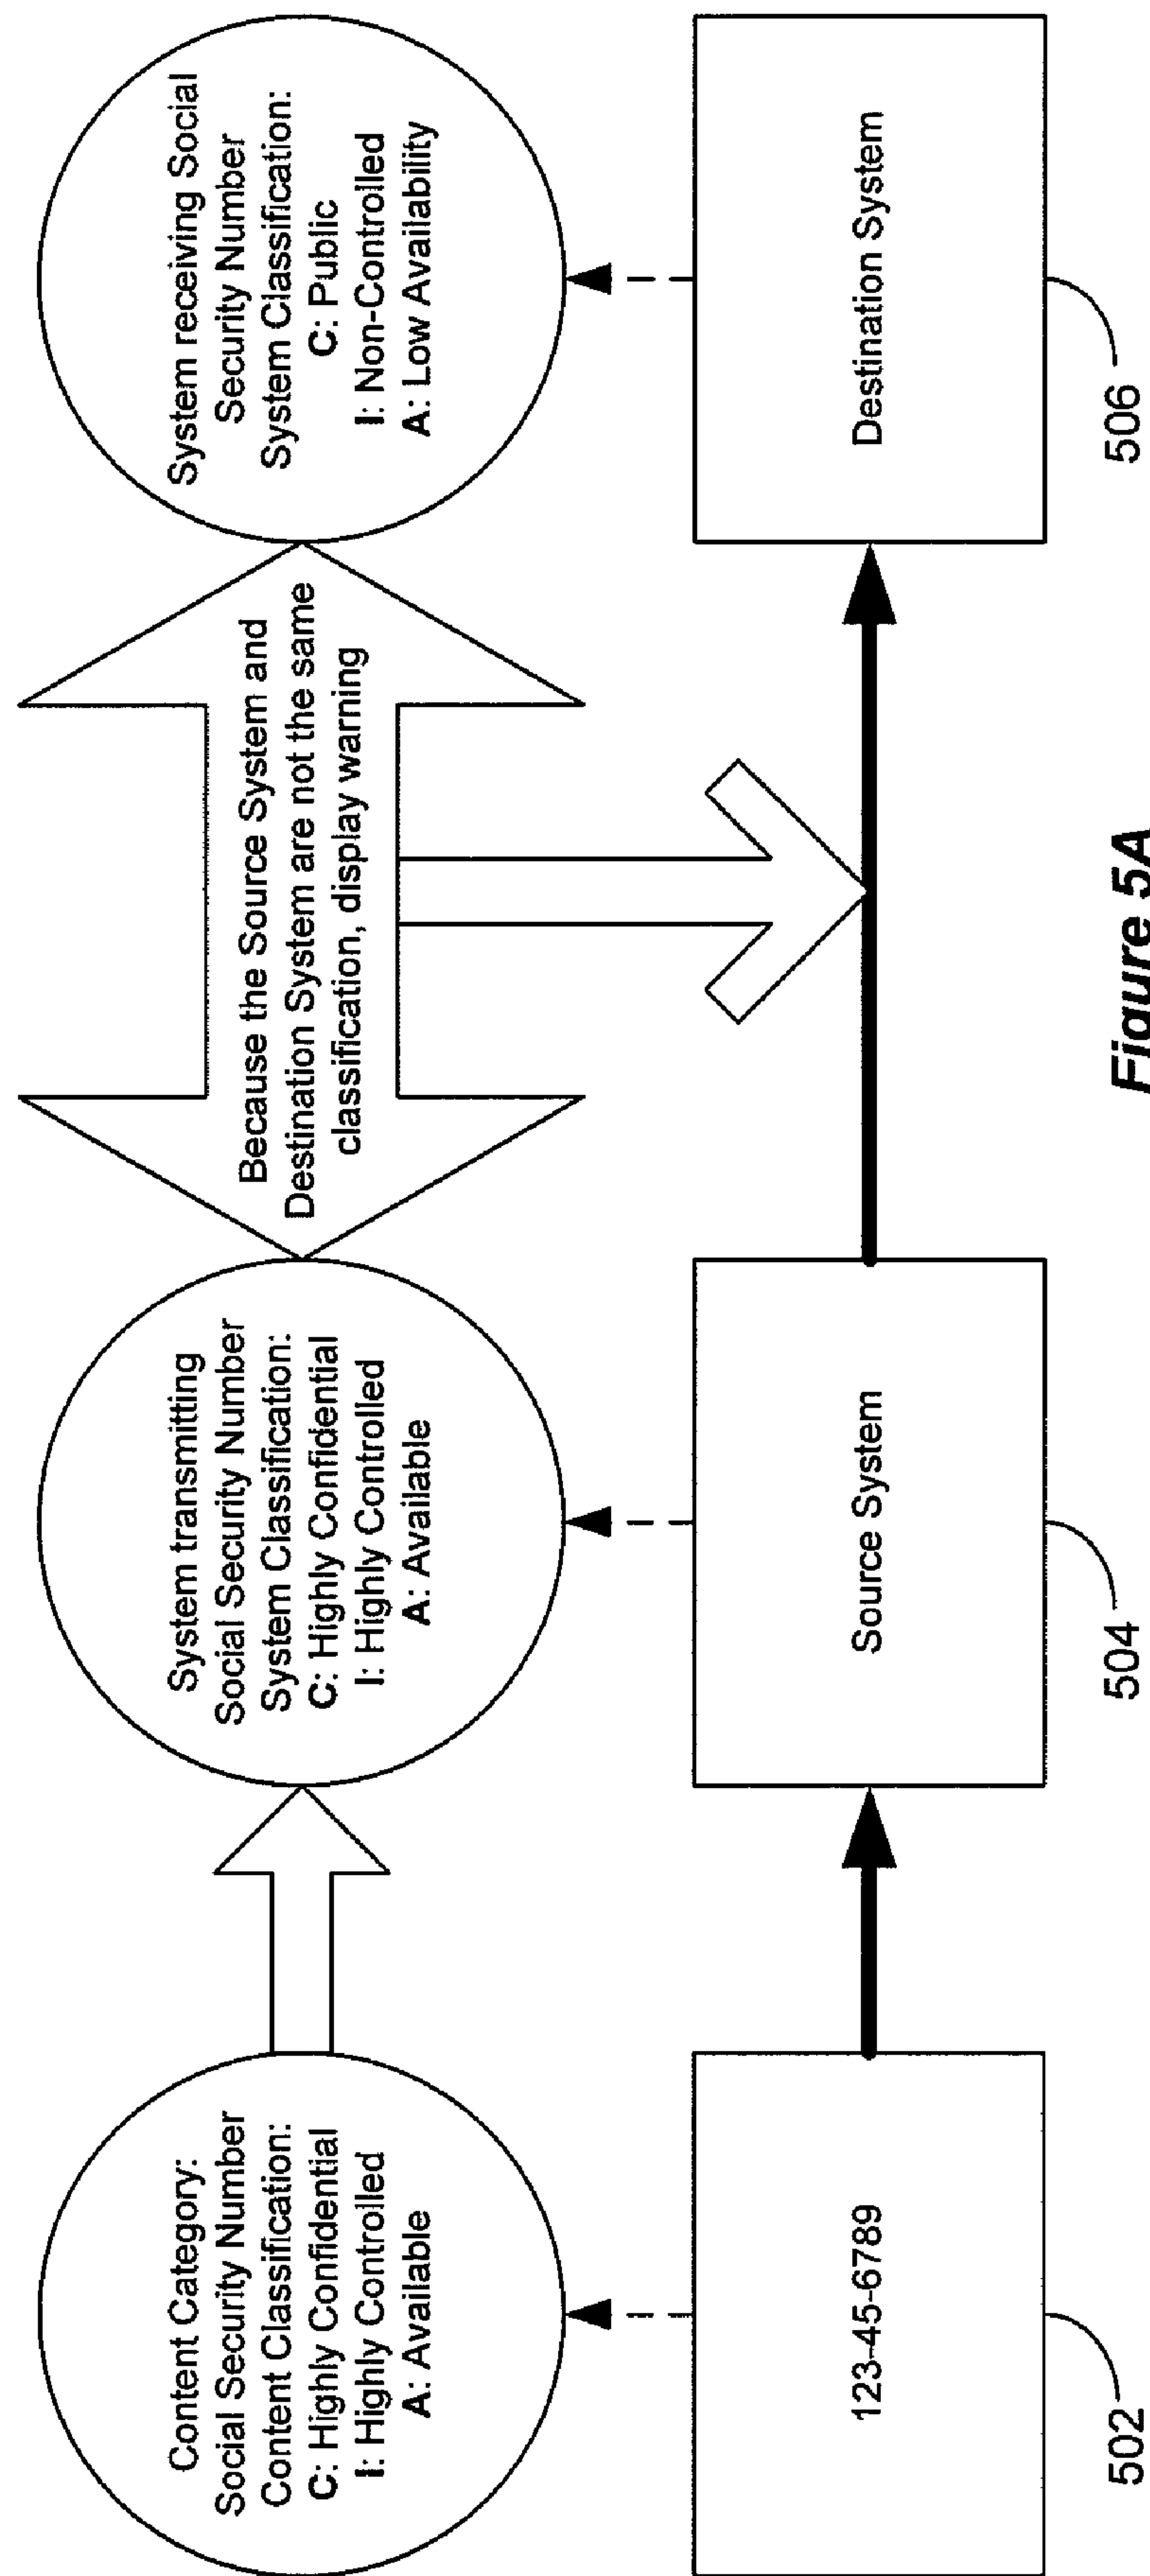 Content Category:
Social Security Number
Content Classification:
C: Highly Confidential
I: Highly Controlled
A: Available
System transmitting
Social Security Number
System Classification:
C: Highly Confidential
I: Highly Controlled
A: Available
Because the Source System and
Destination System are not the same
classification, display warning
System receiving Social
Security Number
System Classification:
C: Public
I: Non-Controlled
A: Low Availability
123-45-6789
Source System
Destination System
502
504
506
Figure 5A